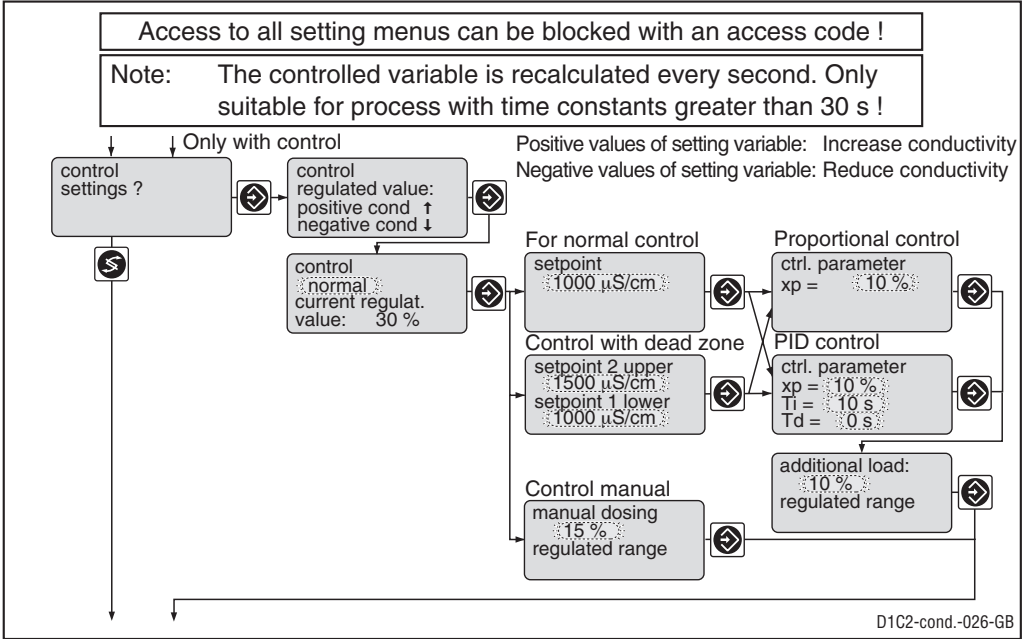 Access to all setting menus can be blocked with an access code !
Note: The controlled variable is recalculated every second. Only
suitable for process with time constants greater than 30 s !
Only with control
Positive values of setting variable: Increase conductivity
Negative values of setting variable: Reduce conductivity
control
settings ?
control
regulated value:
positive cond ↑
negative cond ↓
control
normal
current regulat.
value: 30 %
For normal control
setpoint
1000 µS/cm
Control with dead zone
setpoint 2 upper
1500 µS/cm
setpoint 1 lower
1000 µS/cm
Control manual
manual dosing
15 %
regulated range
Proportional control
ctrl. parameter
xp = 10 %
PID control
ctrl. parameter
xp = 10 %
Ti = 10 s
Td = 0 s
additional load:
10 %
regulated range
D1C2-cond.-026-GB